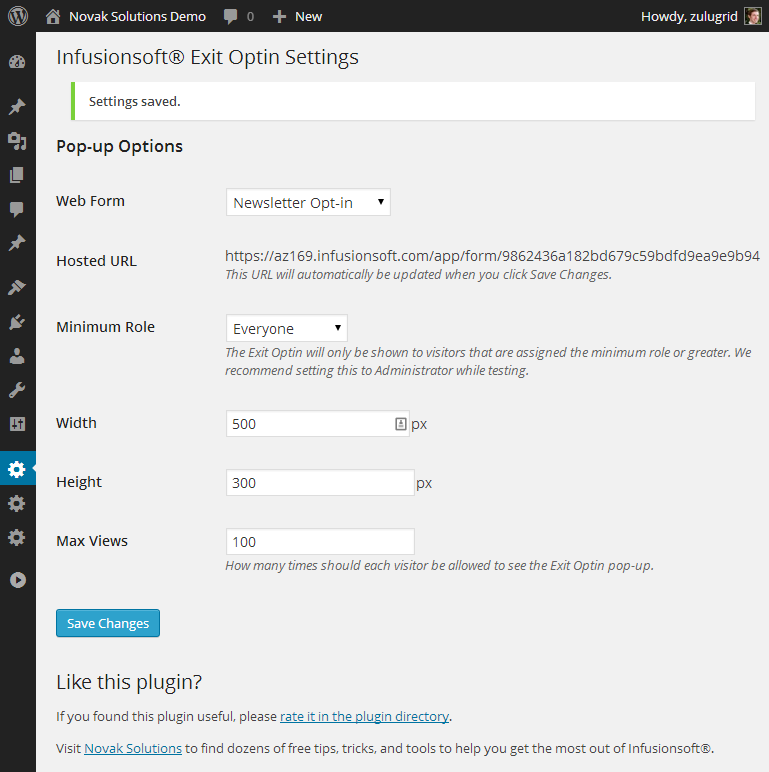 Novak Solutions Demo 0 New Howdy, zulugrid
Infusionsoft® Exit Optin Settings
Settings saved.
Pop-up Options
Web Form Newsletter Opt-in
Hosted URL https://az169.infusionsoft.com/app/form/9862436a182bd679c59bdfd9ea9e9b94
This URL will automatically be updated when you click Save Changes.
Minimum Role Everyone
The Exit Optin will only be shown to visitors that are assigned the minimum role or greater. We
recommend setting this to Administrator while testing.
Width 500 px
Height 300 px
Max Views 100
How many times should each visitor be allowed to see the Exit Optin pop-up.
Save Changes
Like this plugin?
If you found this plugin useful, please rate it in the plugin directory.
Visit Novak Solutions to find dozens of free tips, tricks, and tools to help you get the most out of Infusionsoft®.